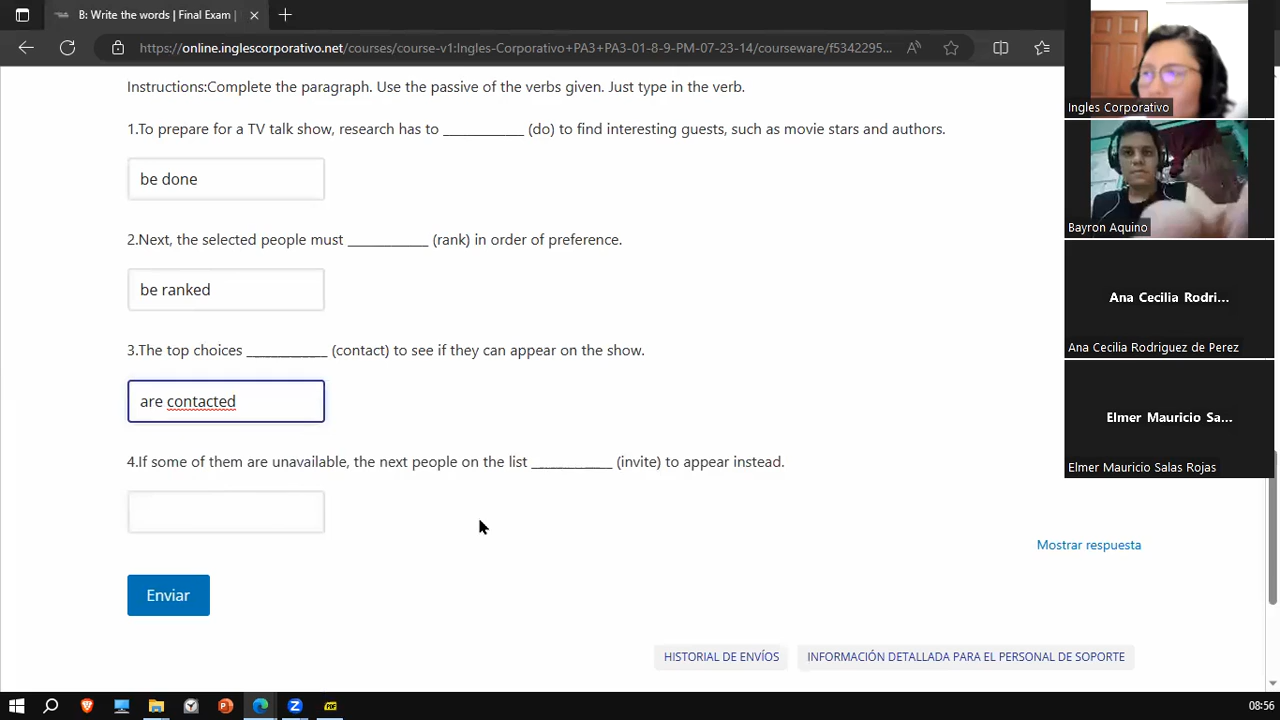 B: Write the words | Final Exam |
https://online.inglescorporativo.net/courses/course-v1:Ingles-Corporativo+PA3+PA3-01-8-9-PM-07-23-14/courseware/f5342295...
Instructions:Complete the paragraph. Use the passive of the verbs given. Just type in the verb.
1.To prepare for a TV talk show, research has to __________ (do) to find interesting guests, such as movie stars and authors.
be done
2.Next, the selected people must __________ (rank) in order of preference.
be ranked
3.The top choices __________ (contact) to see if they can appear on the show.
are contacted
4.If some of them are unavailable, the next people on the list __________ (invite) to appear instead.
Mostrar respuesta
Enviar
HISTORIAL DE ENVÍOS
INFORMACIÓN DETALLADA PARA EL PERSONAL DE SOPORTE
Ingles Corporativo
Bayron Aquino
Ana Cecilia Rodri...
Ana Cecilia Rodriguez de Perez
Elmer Mauricio Sa...
Elmer Mauricio Salas Rojas
08:56